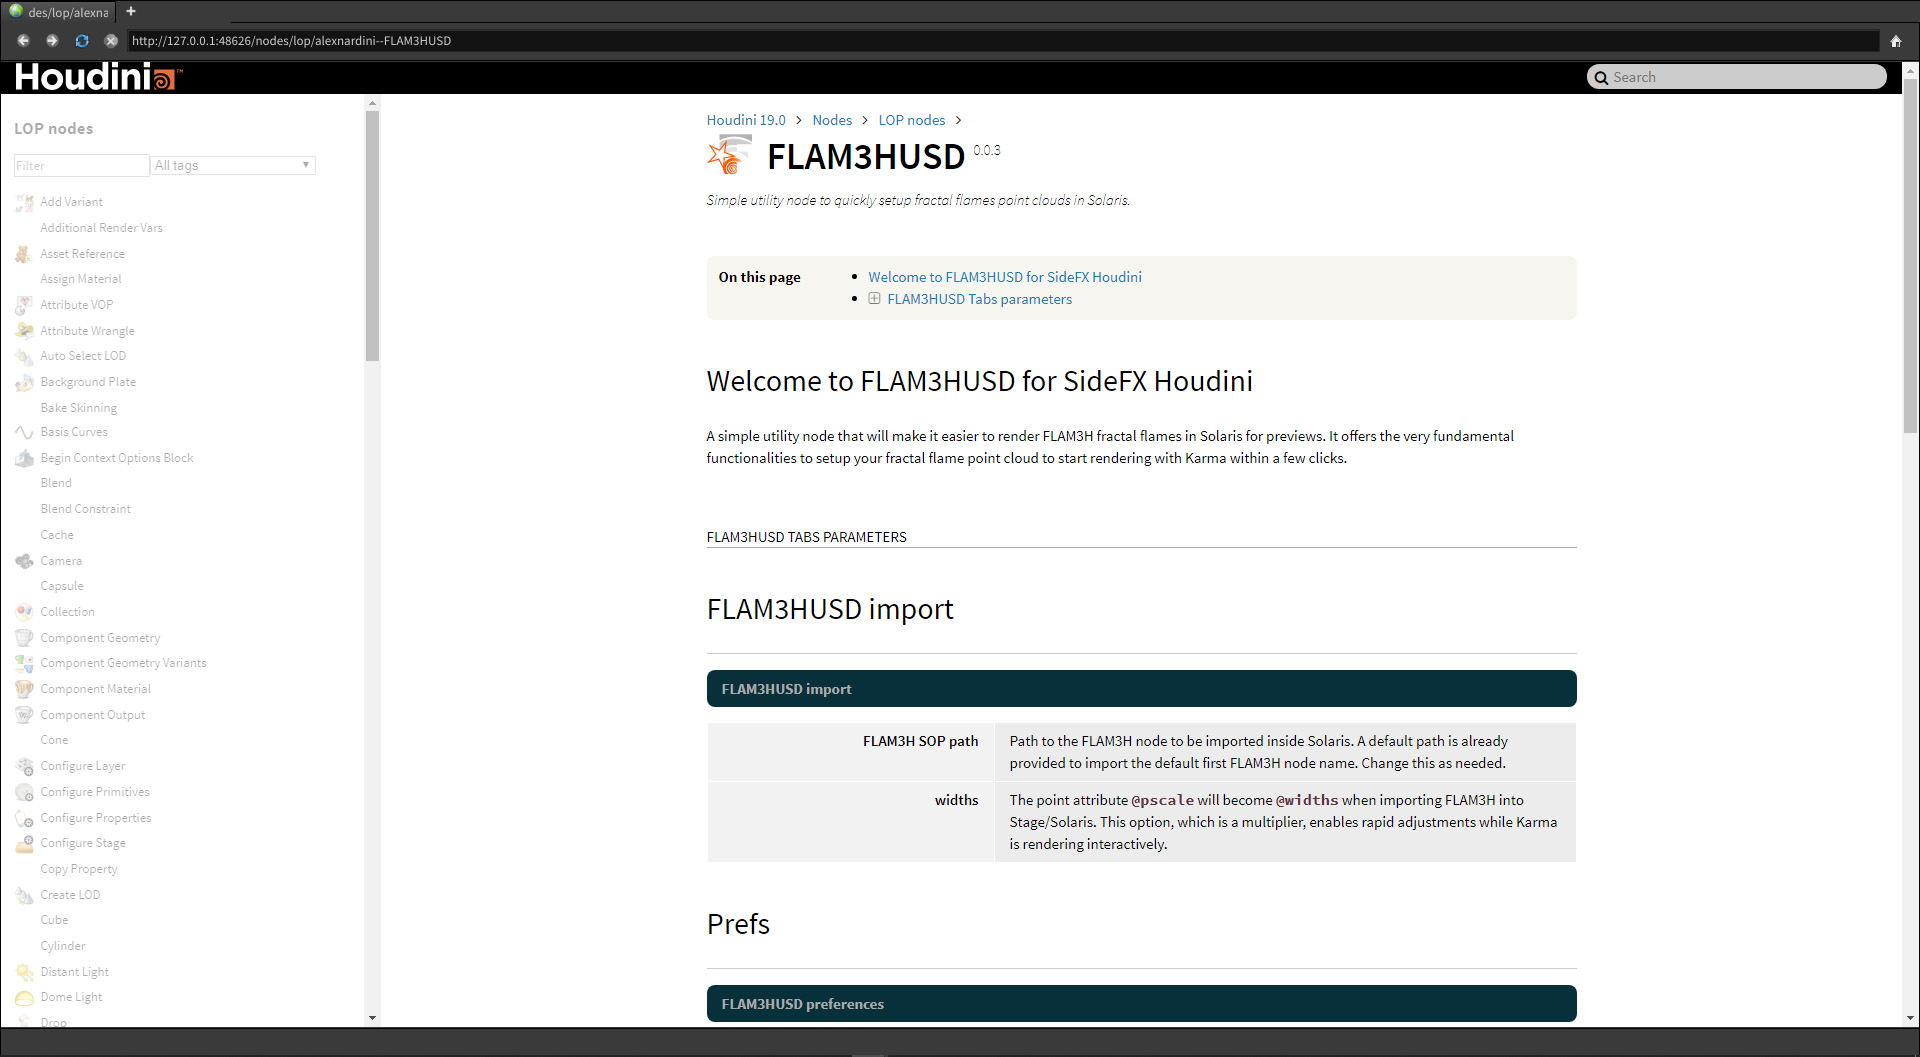 des/lop/alexna
http://127.0.0.1:48626/nodes/lop/alexnardini--FLAM3HUSD
Houdini™
Search
LOP nodes
Filter
All tags
Add Variant
Additional Render Vars
Asset Reference
Assign Material
Attribute VOP
Attribute Wrangle
Auto Select LOD
Background Plate
Bake Skinning
Basis Curves
Begin Context Options Block
Blend
Blend Constraint
Cache
Camera
Capsule
Collection
Component Geometry
Component Geometry Variants
Component Material
Component Output
Cone
Configure Layer
Configure Primitives
Configure Properties
Configure Stage
Copy Property
Create LOD
Cube
Cylinder
Distant Light
Dome Light
Drop
Houdini 19.0 > Nodes > LOP nodes >
FLAM3HUSD 0.0.3
Simple utility node to quickly setup fractal flames point clouds in Solaris.
On this page
• Welcome to FLAM3HUSD for SideFX Houdini
• FLAM3HUSD Tabs parameters
Welcome to FLAM3HUSD for SideFX Houdini
A simple utility node that will make it easier to render FLAM3H fractal flames in Solaris for previews. It offers the very fundamental
functionalities to setup your fractal flame point cloud to start rendering with Karma within a few clicks.
FLAM3HUSD TABS PARAMETERS
FLAM3HUSD import
FLAM3HUSD import
FLAM3H SOP path
Path to the FLAM3H node to be imported inside Solaris. A default path is already
provided to import the default first FLAM3H node name. Change this as needed.
widths
The point attribute @pscale will become @widths when importing FLAM3H into
Stage/Solaris. This option, which is a multiplier, enables rapid adjustments while Karma
is rendering interactively.
Prefs
FLAM3HUSD preferences